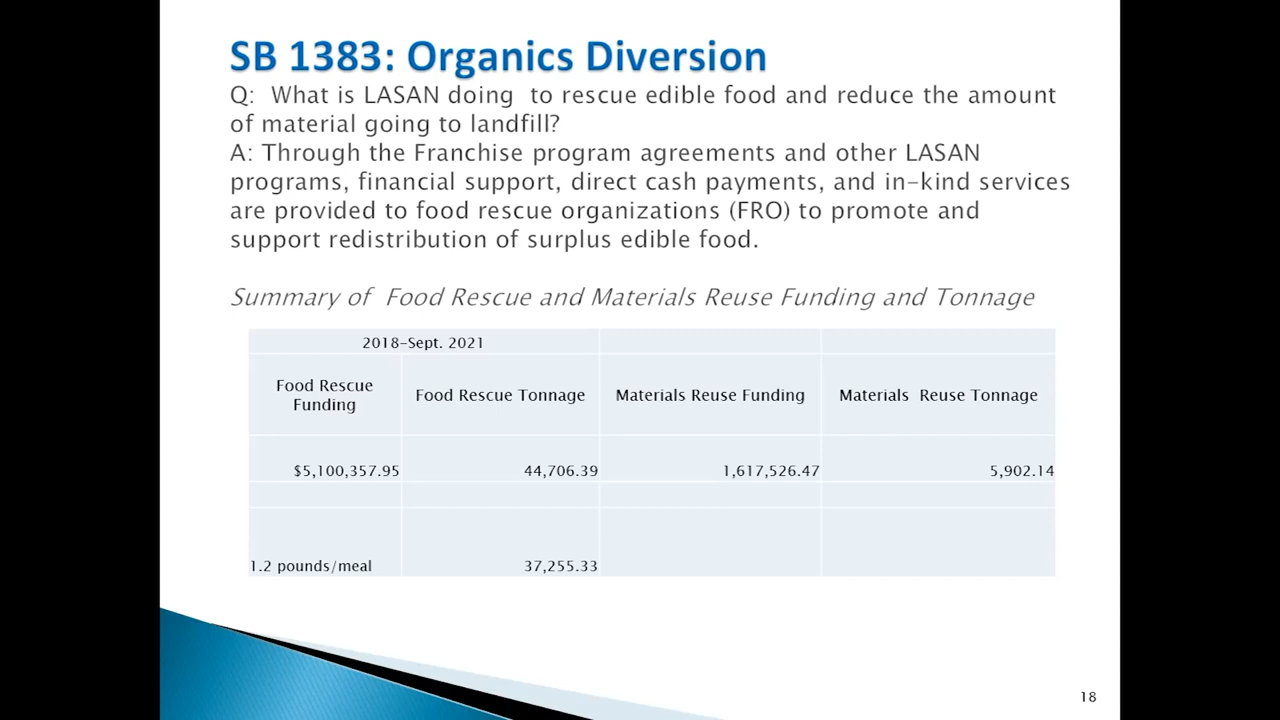 SB 1383: Organics Diversion
Q:  What is LASAN doing  to rescue edible food and reduce the amount
of material going to landfill?
A: Through the Franchise program agreements and other LASAN
programs, financial support, direct cash payments, and in-kind services
are provided to food rescue organizations (FRO) to promote and
support redistribution of surplus edible food.
Summary of  Food Rescue and Materials Reuse Funding and Tonnage
2018-Sept. 2021
Food Rescue
Funding
Food Rescue Tonnage
Materials Reuse Funding
Materials  Reuse Tonnage
$5,100,357.95
44,706.39
1,617,526.47
5,902.14
1.2 pounds/meal
37,255.33
18